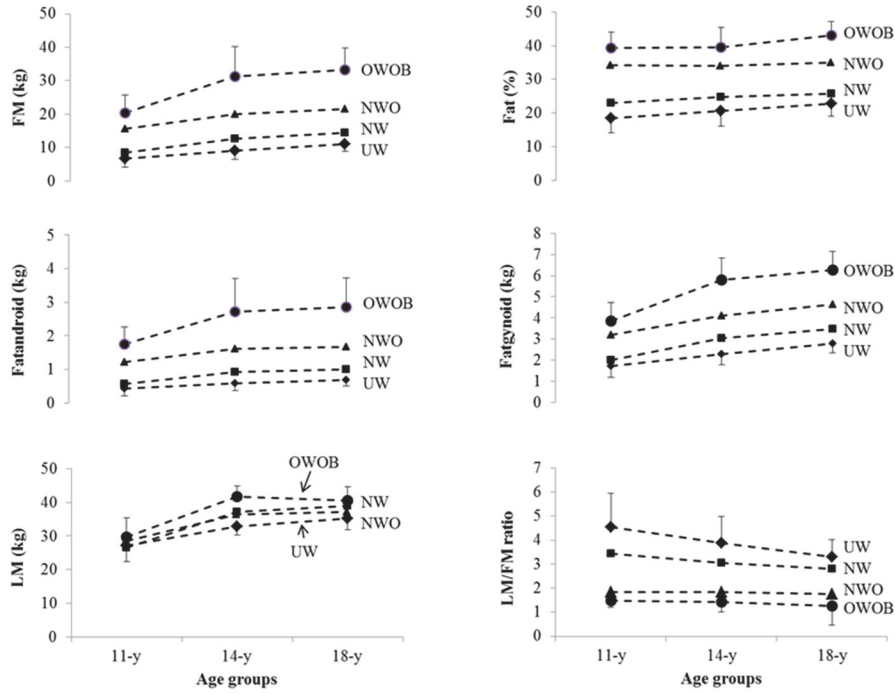 FM (kg)
50
40
30
20
10
0
OWOB
NWO
NW
UW
Fat (%)
50
40
30
20
10
0
OWOB
NWO
NW
UW
Fatandroid (kg)
5
4
3
2
1
0
OWOB
NWO
NW
UW
Fatgynoid (kg)
8
7
6
5
4
3
2
1
0
OWOB
NWO
NW
UW
LM (kg)
50
40
30
20
10
0
OWOB
NW
NWO
UW
11-y 14-y 18-y
Age groups
LM/FM ratio
7
6
5
4
3
2
1
0
UW
NW
NWO
OWOB
11-y 14-y 18-y
Age groups